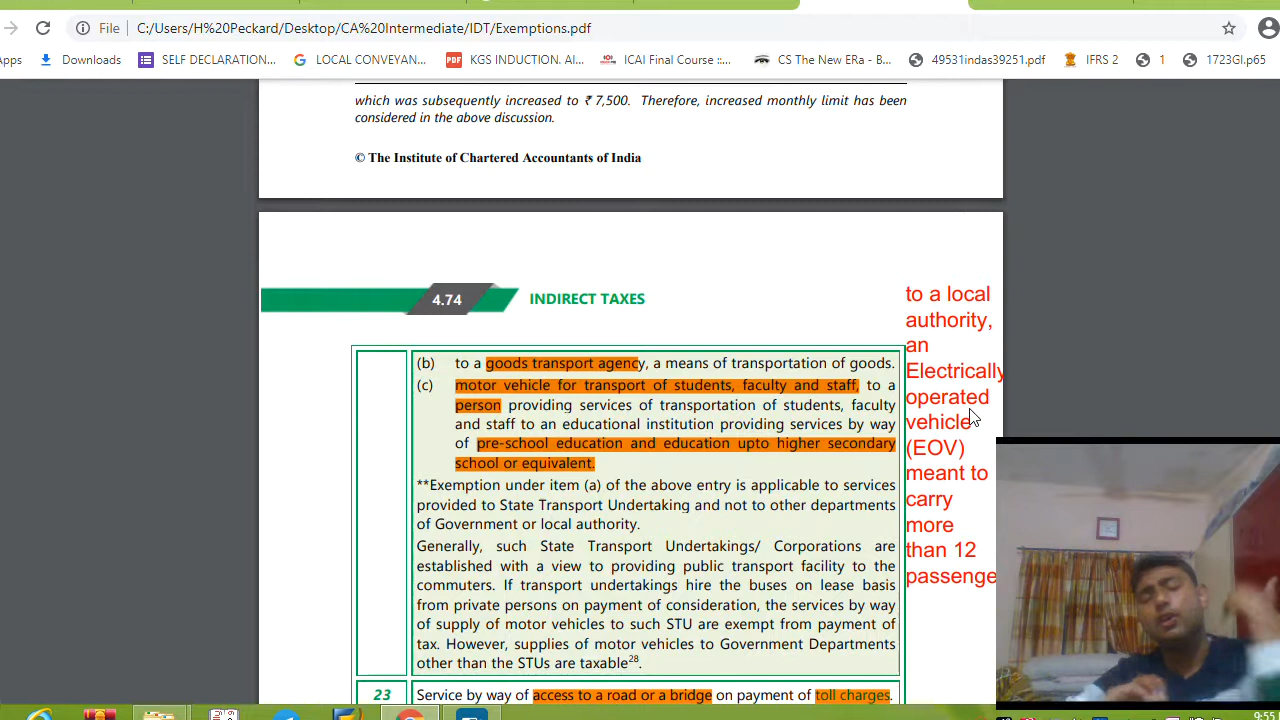 File
C:/Users/H%20Peckard/Desktop/CA%20Intermediate/IDT/Exemptions.pdf
Apps
Downloads
SELF DECLARATION...
LOCAL CONVEYAN...
KGS INDUCTION. AI...
ICAI Final Course ::...
CS The New ERa - B...
49531indas39251.pdf
IFRS 2
1
1723GI.p65
which was subsequently increased to ₹ 7,500. Therefore, increased monthly limit has been
considered in the above discussion.
© The Institute of Chartered Accountants of India
4.74 INDIRECT TAXES
(b) to a goods transport agency, a means of transportation of goods.
(c) motor vehicle for transport of students, faculty and staff, to a
person providing services of transportation of students, faculty
and staff to an educational institution providing services by way
of pre-school education and education upto higher secondary
school or equivalent.
**Exemption under item (a) of the above entry is applicable to services
provided to State Transport Undertaking and not to other departments
of Government or local authority.
Generally, such State Transport Undertakings/ Corporations are
established with a view to providing public transport facility to the
commuters. If transport undertakings hire the buses on lease basis
from private persons on payment of consideration, the services by way
of supply of motor vehicles to such STU are exempt from payment of
tax. However, supplies of motor vehicles to Government Departments
other than the STUs are taxable28.
23 Service by way of access to a road or a bridge on payment of toll charges.
to a local
authority,
an
Electrically
operated
vehicle
(EOV)
meant to
carry
more
than 12
passenge
9:55